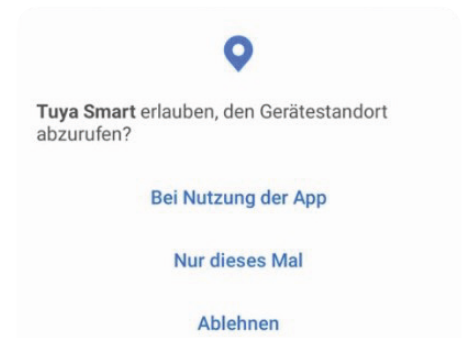 Tuya Smart erlauben, den Gerätestandort
abzurufen?
Bei Nutzung der App
Nur dieses Mal
Ablehnen